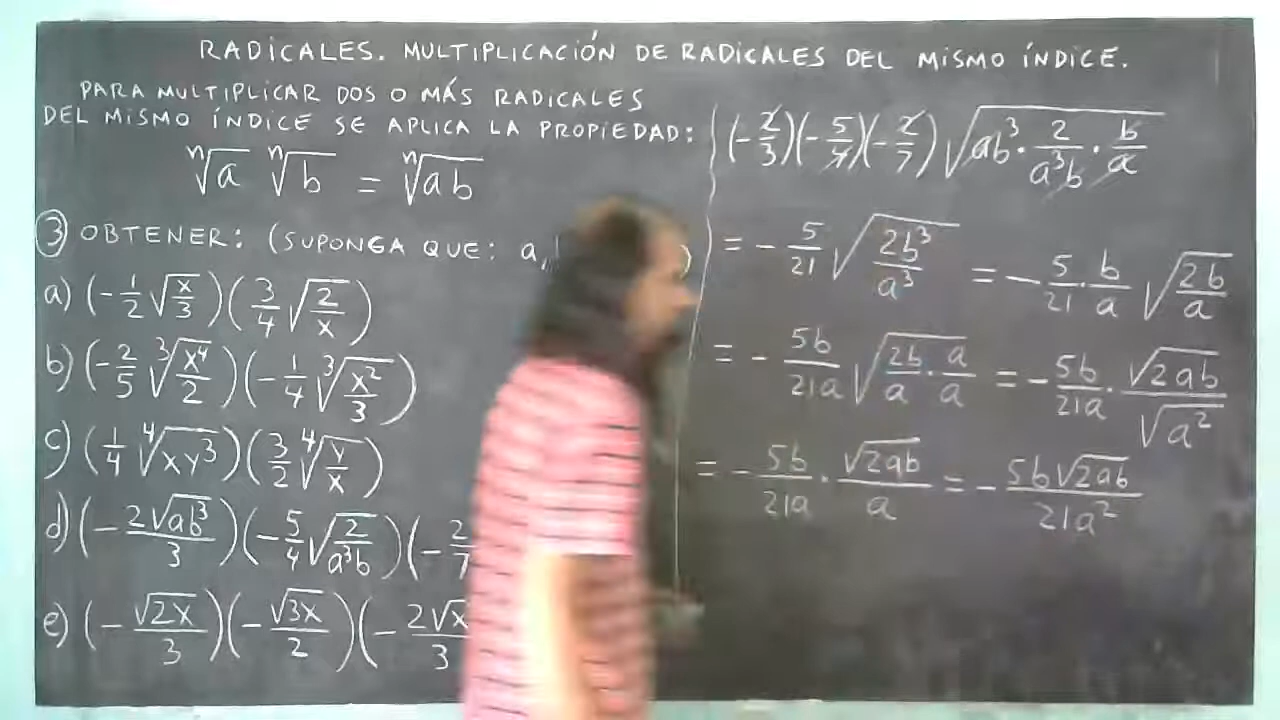 RADICALES. MULTIPLICACIÓN DE RADICALES DEL MISMO ÍNDICE.
PARA MULTIPLICAR DOS O MÁS RADICALES
DEL MISMO ÍNDICE SE APLICA LA PROPIEDAD:
ⁿ√a ⁿ√b = ⁿ√ab
③ OBTENER: (SUPONGA QUE: a, )
a) (-1/2 √(x/3)) (3/4 √(2/x))
b) (-2/5 ³√(x⁴/2)) (-1/4 ³√(x²/3))
c) (1/4 ⁴√(xy³)) (3/2 ⁴√(y/x))
d) (-2√(ab³)/3) (-5/4 √(2/(a³b))) (-2/7
e) (-√(2x)/3) (-√(3x)/2) (-2√x/3
(-2/3)(-5/4)(-2/7) √(ab³ · 2/(a³b) · b/a)
= -5/21 √(2b³/a³) = -5/21 · b/a √(2b/a)
= -5b/21a √(2b/a · a/a) = -5b/21a · √(2ab)/√(a²)
= -5b/21a · √(2ab)/a = -5b√(2ab)/21a²